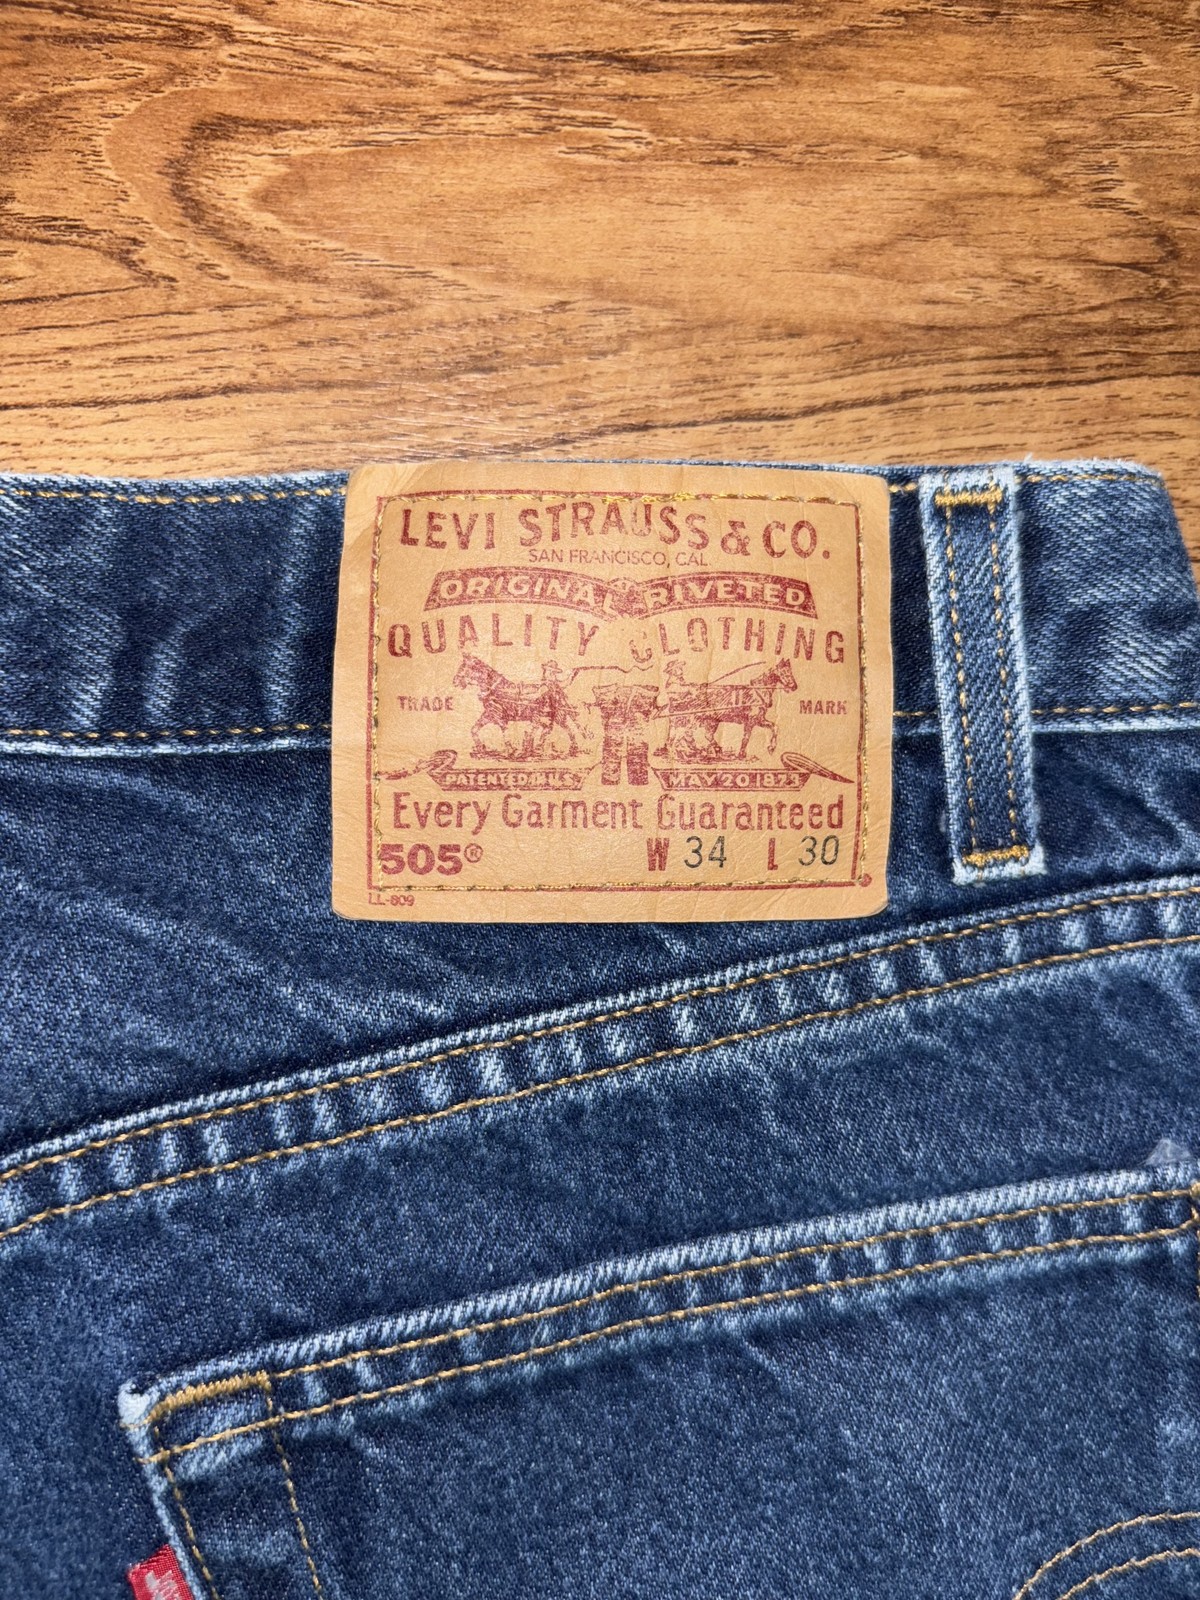 LEVI STRAUSS & CO.
SAN FRANCISCO, CAL
ORIGINAL RIVETED
QUALITY CLOTHING
TRADE MARK
PATENTED IN U.S. MAY 20 1873
Every Garment Guaranteed
505® W 34 L 30
LL-809